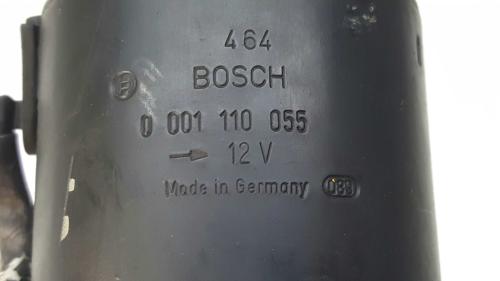 464
BOSCH
0 001 110 055
→ 12 V
Made in Germany